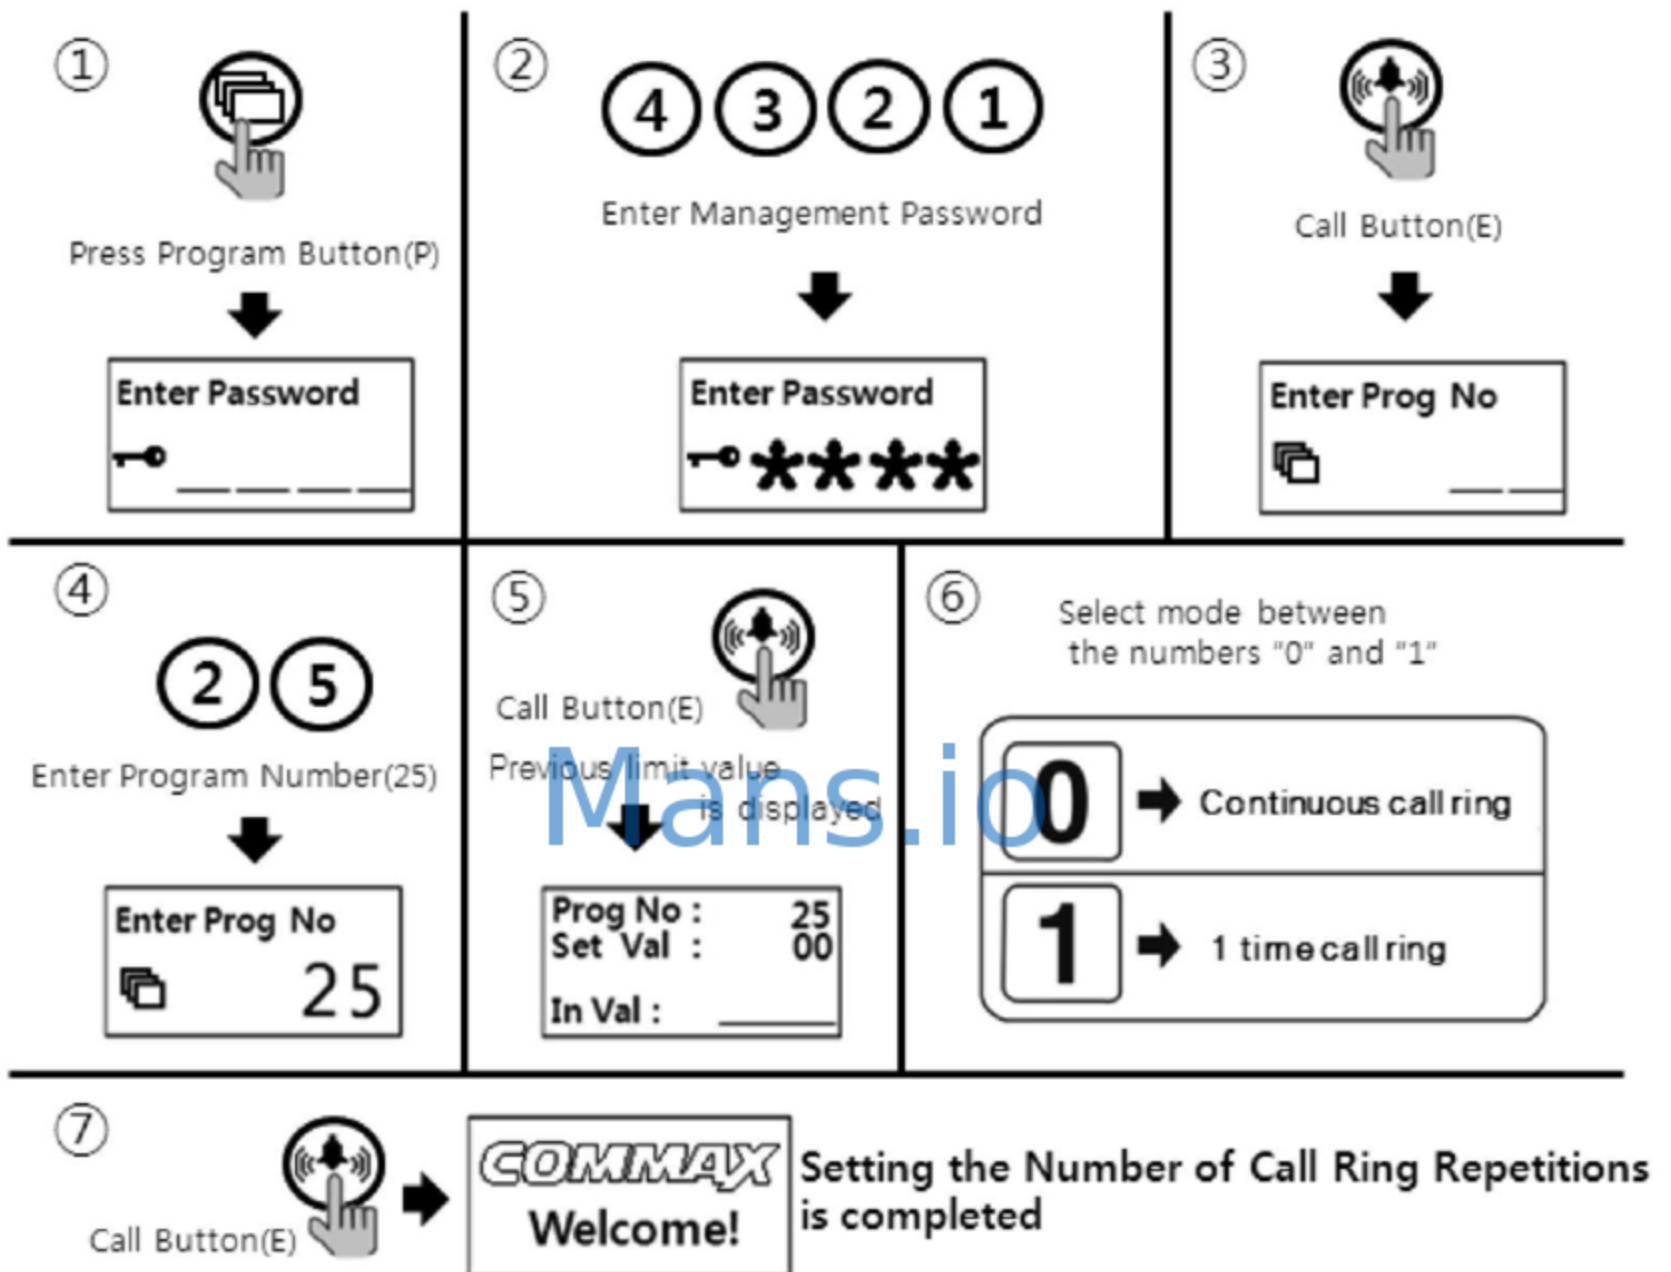 ①
Press Program Button(P)
Enter Password
②
4 3 2 1
Enter Management Password
Enter Password
③
Call Button(E)
Enter Prog No
④
2 5
Enter Program Number(25)
Enter Prog No
25
⑤
Call Button(E)
Previous limit value
is displayed
Prog No : 25
Set Val : 00
In Val :
⑥
Select mode between
the numbers "0" and "1"
0 Continuous call ring
1 1 time call ring
Mans.io
⑦
Call Button(E)
COMMAX
Welcome!
Setting the Number of Call Ring Repetitions
is completed